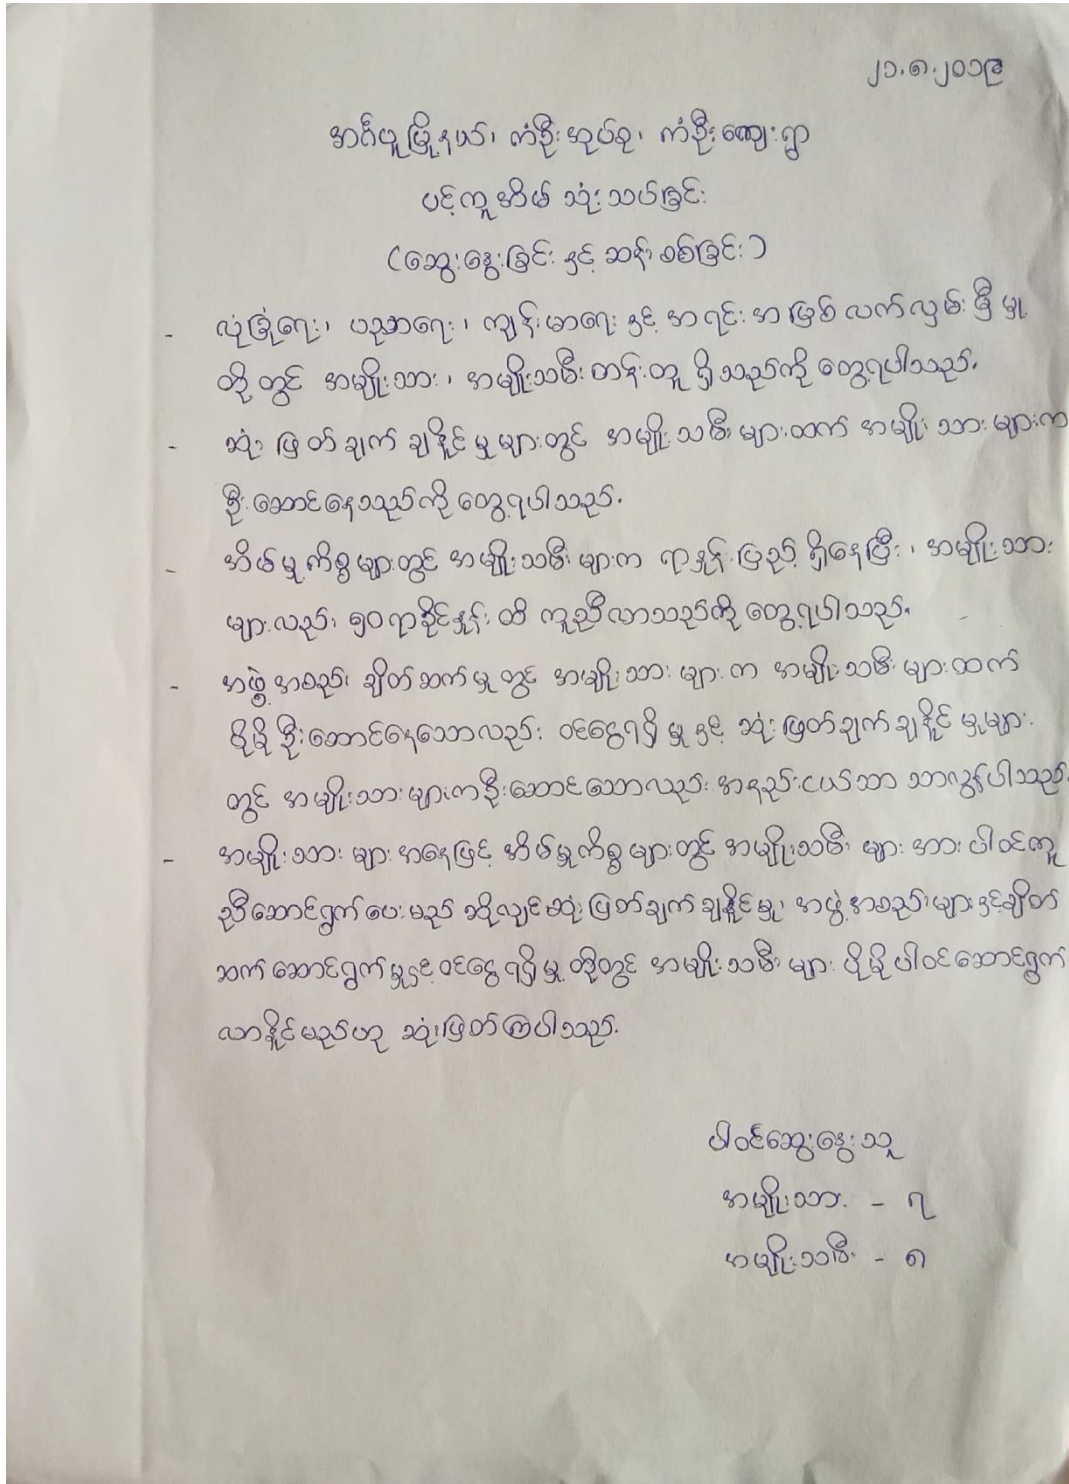 ၂၁.၈.၂၀၁၉
အင်္ဂပူမြို့နယ်၊ ကံဦးအုပ်စု၊ ကံဦးဈေးရွာ
ပင့်ကူအိမ် သုံးသပ်ခြင်း
(ဆွေးနွေးခြင်း နှင့် ဆန်းစစ်ခြင်း)
- လုံခြုံရေး၊ ပညာရေး၊ ကျန်းမာရေး နှင့် အရင်းအမြစ် လက်လှမ်းမှီမှု
တို့တွင် အမျိုးသား၊ အမျိုးသမီး တန်းတူ ရှိသည်ကို တွေ့ရပါသည်.
- ဆုံးဖြတ်ချက် ချနိုင်မှုများတွင် အမျိုးသမီးများထက် အမျိုးသားများက
ဦးဆောင်နေသည်ကို တွေ့ရပါသည်.
- အိမ်မှုကိစ္စများတွင် အမျိုးသမီးများက ရာနှုန်းပြည့် ရှိနေပြီး၊ အမျိုးသား
များလည်း ၅၀ ရာခိုင်နှုန်းထိ ကူညီလာသည်ကို တွေ့ရပါသည်.
- အဖွဲ့အစည်း ချိတ်ဆက်မှုတွင် အမျိုးသားများက အမျိုးသမီးများထက်
ပိုမိုဦးဆောင်နေသော်လည်း ဝင်ငွေရရှိမှုနှင့် ဆုံးဖြတ်ချက်ချနိုင်မှုများ
တွင် အမျိုးသားများကဦးဆောင်သော်လည်း အနည်းငယ်သာ သာလွန်ပါသည်.
- အမျိုးသားများအနေဖြင့် အိမ်မှုကိစ္စများတွင် အမျိုးသမီးများအား ပါဝင်ကူ
ညီဆောင်ရွက်ပေးမည် ဆိုလျှင်ဆုံးဖြတ်ချက်ချနိုင်မှု၊ အဖွဲ့အစည်းများနှင့်ချိတ်
ဆက်ဆောင်ရွက်မှုနှင့် ဝင်ငွေရရှိမှု တို့တွင် အမျိုးသမီးများ ပိုမိုပါဝင်ဆောင်ရွက်
လာနိုင်မည်ဟု ဆုံးဖြတ်ကြပါသည်.
ပါဝင်ဆွေးနွေးသူ
အမျိုးသား - ၇
အမျိုးသမီး - ၈